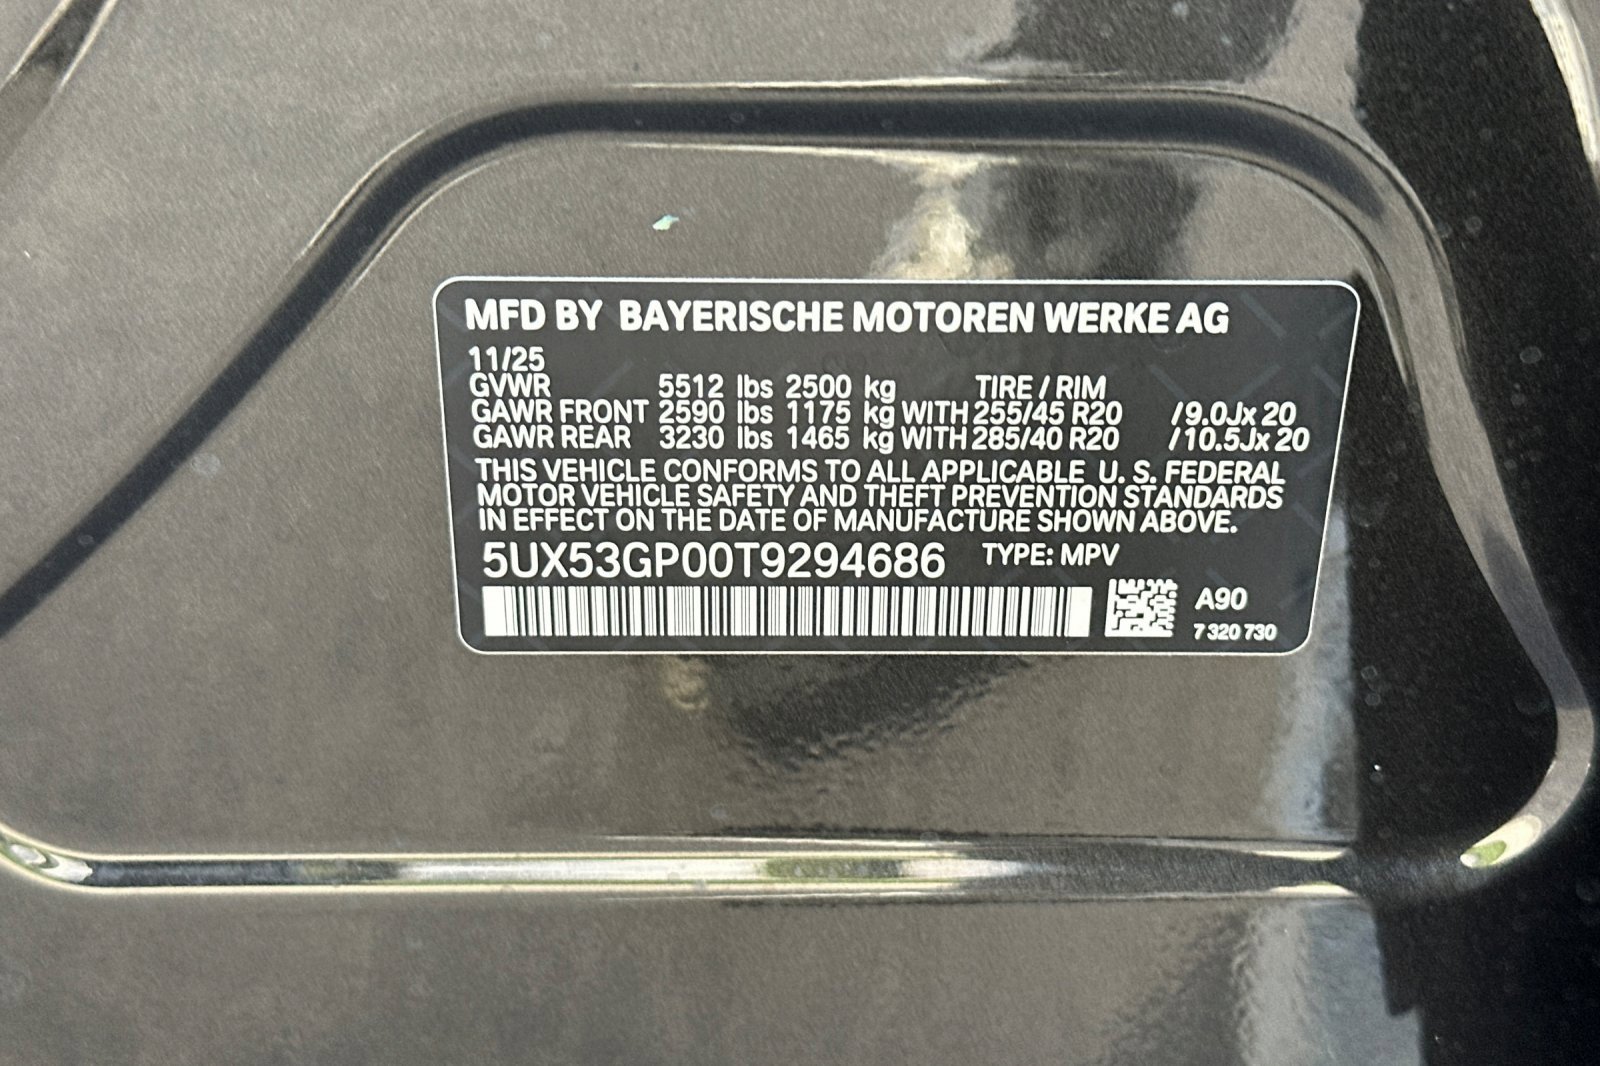 MFD BY BAYERISCHE MOTOREN WERKE AG
11/25
GVWR 5512 lbs 2500 kg TIRE / RIM
GAWR FRONT 2590 lbs 1175 kg WITH 255/45 R20 /9.0Jx 20
GAWR REAR 3230 lbs 1465 kg WITH 285/40 R20 /10.5Jx 20
THIS VEHICLE CONFORMS TO ALL APPLICABLE U. S. FEDERAL
MOTOR VEHICLE SAFETY AND THEFT PREVENTION STANDARDS
IN EFFECT ON THE DATE OF MANUFACTURE SHOWN ABOVE.
5UX53GP00T9294686 TYPE: MPV
A90
7 320 730